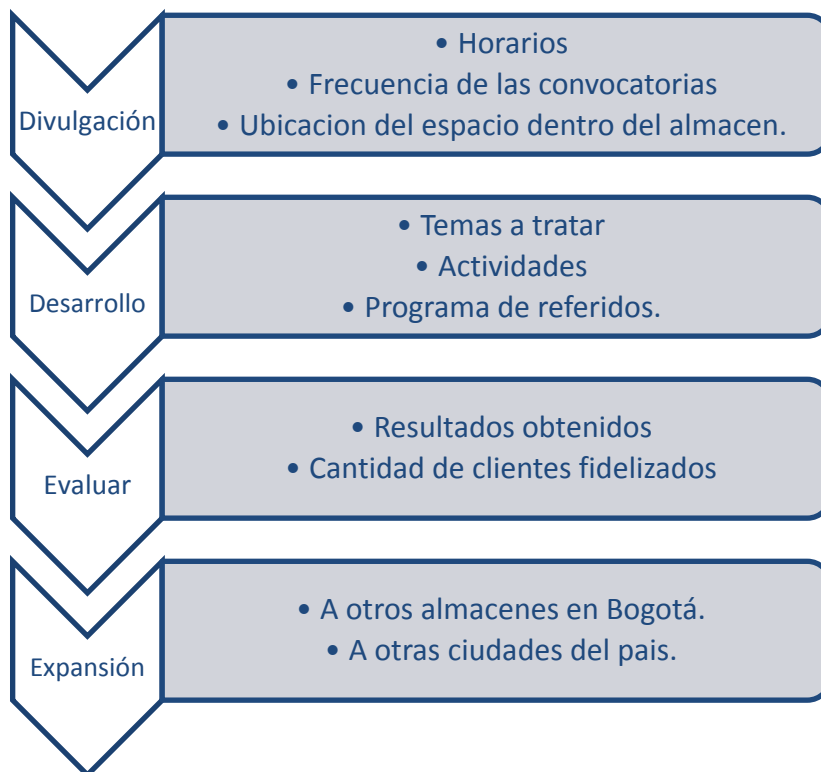 Divulgación
• Horarios
• Frecuencia de las convocatorias
• Ubicacion del espacio dentro del almacen.
Desarrollo
• Temas a tratar
• Actividades
• Programa de referidos.
Evaluar
• Resultados obtenidos
• Cantidad de clientes fidelizados
Expansión
• A otros almacenes en Bogotá.
• A otras ciudades del pais.